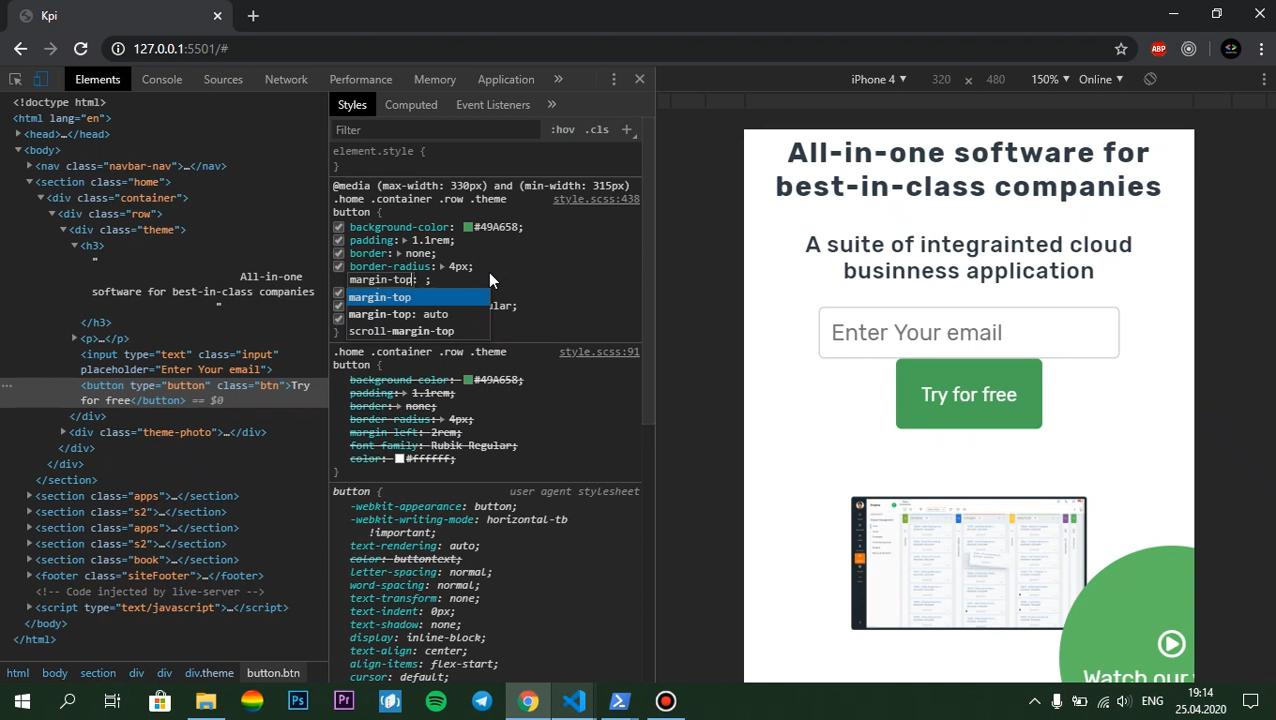 Kpi
127.0.0.1:5501/#
ABP
Elements Console Sources Network Performance Memory Application
iPhone 4 320 × 480 150% Online
<!doctype html>
<html lang="en">
<head>…</head>
<body>
<nav class="navbar-nav">…</nav>
<section class="home">
<div class="container">
<div class="row">
<div class="theme">
<h3>
"
All-in-one
software for best-in-class companies
"
</h3>
<p>…</p>
<input type="text" class="input"
placeholder="Enter Your email">
<button type="button" class="btn">Try
for free</button> == $0
</div>
<div class="theme-photo">…</div>
</div>
</div>
</section>
<section class="apps">…</section>
<section class="s2">…</section>
<section class="apps">…</section>
<section class="s2">…</section>
<section class="book">…</section>
<footer class="siteFooter">…</footer>
<!-- Code injected by live-server -->
<script type="text/javascript">…</script>
</body>
</html>
html body section div div div.theme button.btn
Styles Computed Event Listeners
Filter :hov .cls
element.style {
}
@media (max-width: 330px) and (min-width: 315px)
.home .container .row .theme style.scss:438
button {
background-color: #49A658;
padding: 1.1rem;
border: none;
border-radius: 4px;
margin-top: ;
margin-top
ular;
margin-top: auto
scroll-margin-top
}
.home .container .row .theme style.scss:91
button {
background-color: #49A658;
padding: 1.1rem;
border: none;
border-radius: 4px;
margin-left: 2rem;
font-family: Rubik Regular;
color: #ffffff;
}
button { user agent stylesheet
-webkit-appearance: button;
-webkit-writing-mode: horizontal-tb
!important;
text-rendering: auto;
color: -internal-light-dark(buttontext,
letter-spacing: normal;
word-spacing: normal;
text-transform: none;
text-indent: 0px;
text-shadow: none;
display: inline-block;
text-align: center;
align-items: flex-start;
cursor: default;
All-in-one software for
best-in-class companies
A suite of integrainted cloud
businness application
Enter Your email
Try for free
Watch our
Ps
Pr
ENG
19:14
25.04.2020